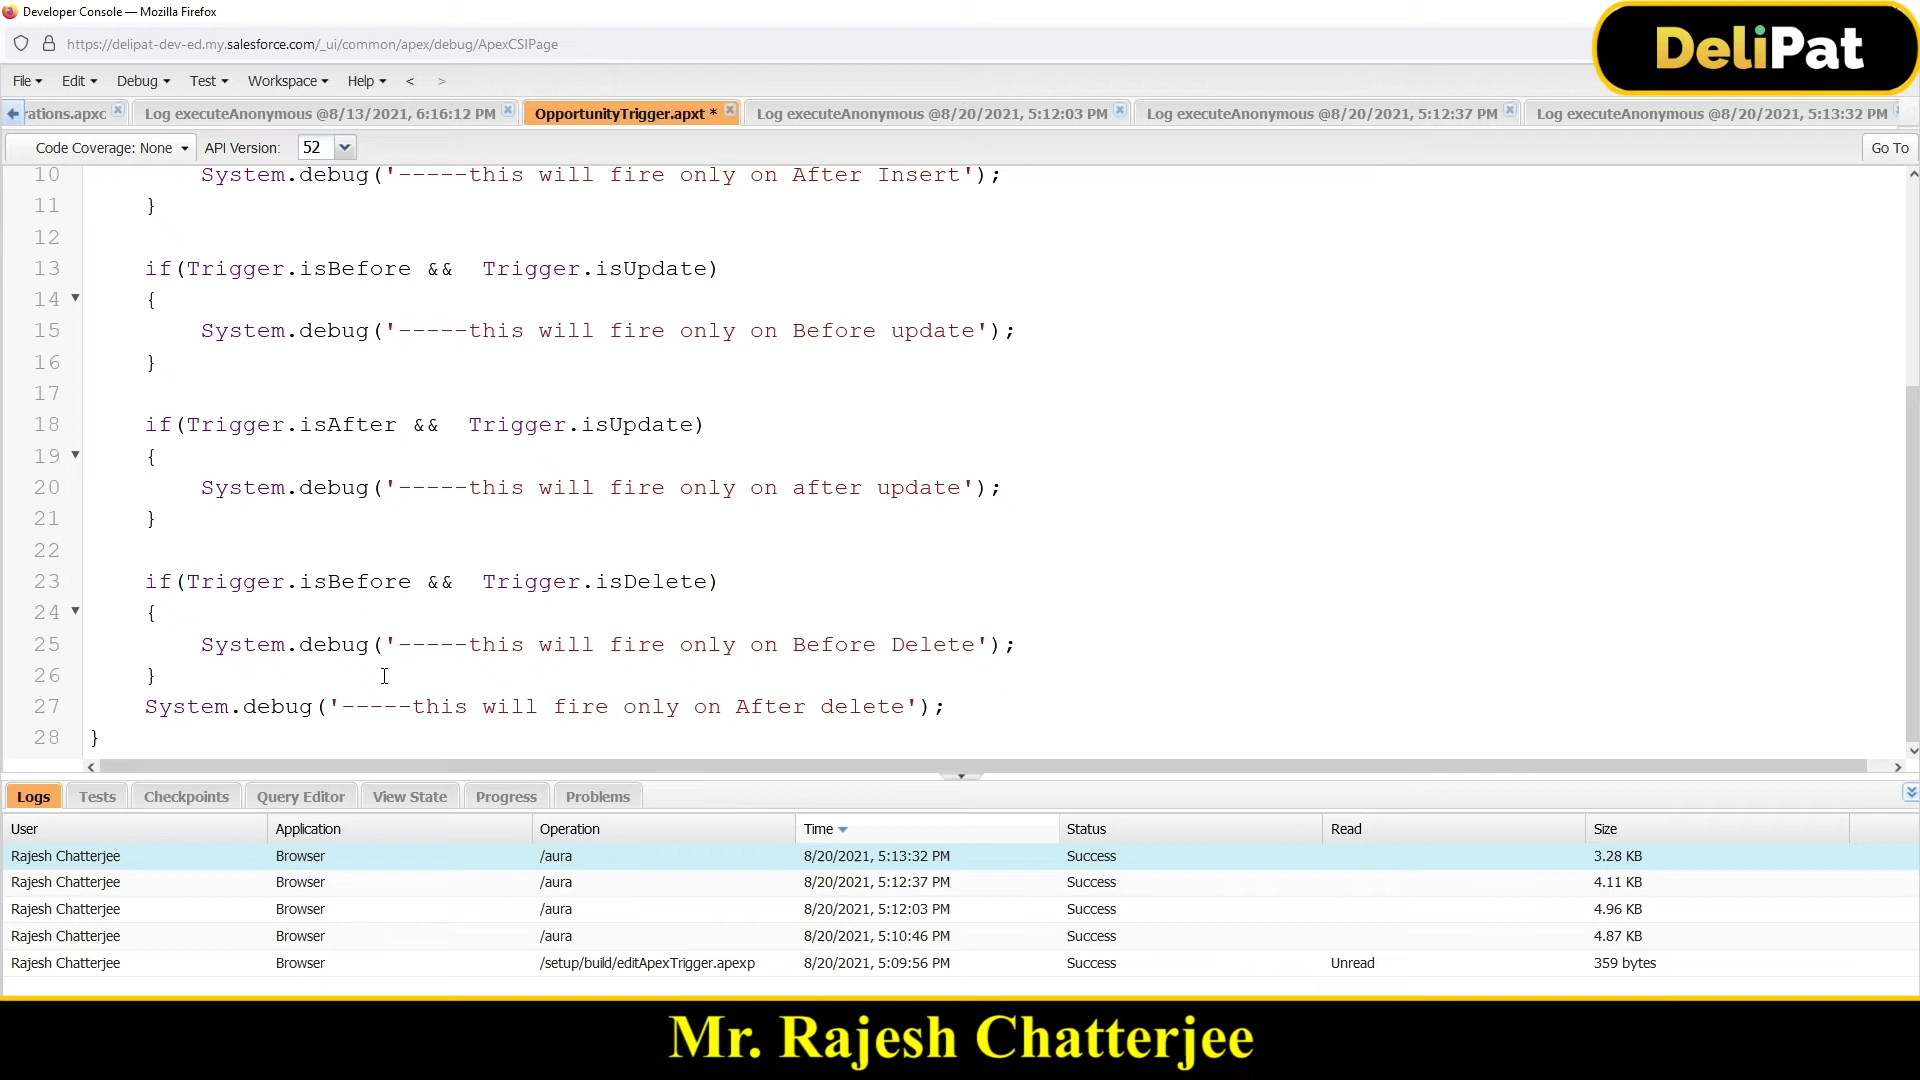 Developer Console — Mozilla Firefox
https://delipat-dev-ed.my.salesforce.com/_ui/common/apex/debug/ApexCSIPage
DeliPat
File Edit Debug Test Workspace Help < >
rations.apxc Log executeAnonymous @8/13/2021, 6:16:12 PM OpportunityTrigger.apxt * Log executeAnonymous @8/20/2021, 5:12:03 PM Log executeAnonymous @8/20/2021, 5:12:37 PM Log executeAnonymous @8/20/2021, 5:13:32 PM
Code Coverage: None API Version: 52 Go To
10 System.debug('-----this will fire only on After Insert');
11 }
12
13 if(Trigger.isBefore && Trigger.isUpdate)
14 {
15 System.debug('-----this will fire only on Before update');
16 }
17
18 if(Trigger.isAfter && Trigger.isUpdate)
19 {
20 System.debug('-----this will fire only on after update');
21 }
22
23 if(Trigger.isBefore && Trigger.isDelete)
24 {
25 System.debug('-----this will fire only on Before Delete');
26 }
27 System.debug('-----this will fire only on After delete');
28 }
Logs Tests Checkpoints Query Editor View State Progress Problems
User Application Operation Time Status Read Size
Rajesh Chatterjee Browser /aura 8/20/2021, 5:13:32 PM Success 3.28 KB
Rajesh Chatterjee Browser /aura 8/20/2021, 5:12:37 PM Success 4.11 KB
Rajesh Chatterjee Browser /aura 8/20/2021, 5:12:03 PM Success 4.96 KB
Rajesh Chatterjee Browser /aura 8/20/2021, 5:10:46 PM Success 4.87 KB
Rajesh Chatterjee Browser /setup/build/editApexTrigger.apexp 8/20/2021, 5:09:56 PM Success Unread 359 bytes
Mr. Rajesh Chatterjee